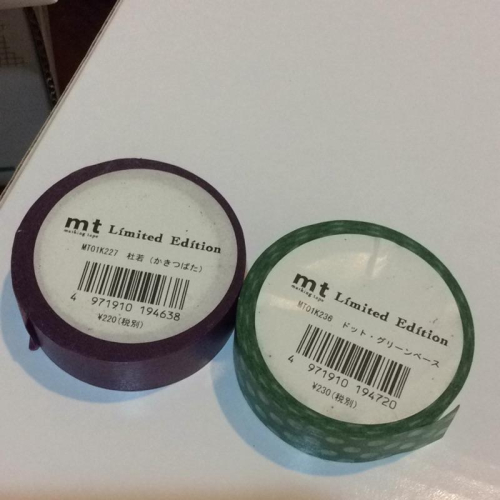 mt Limited Edition
masking tape
MT01K227 杜若 (かきつばた)
4 971910 194638
¥220(税別)
mt Limited Edition
masking tape
MT01K236 ドット・グリーンベース
4 971910 194720
¥230(税別)